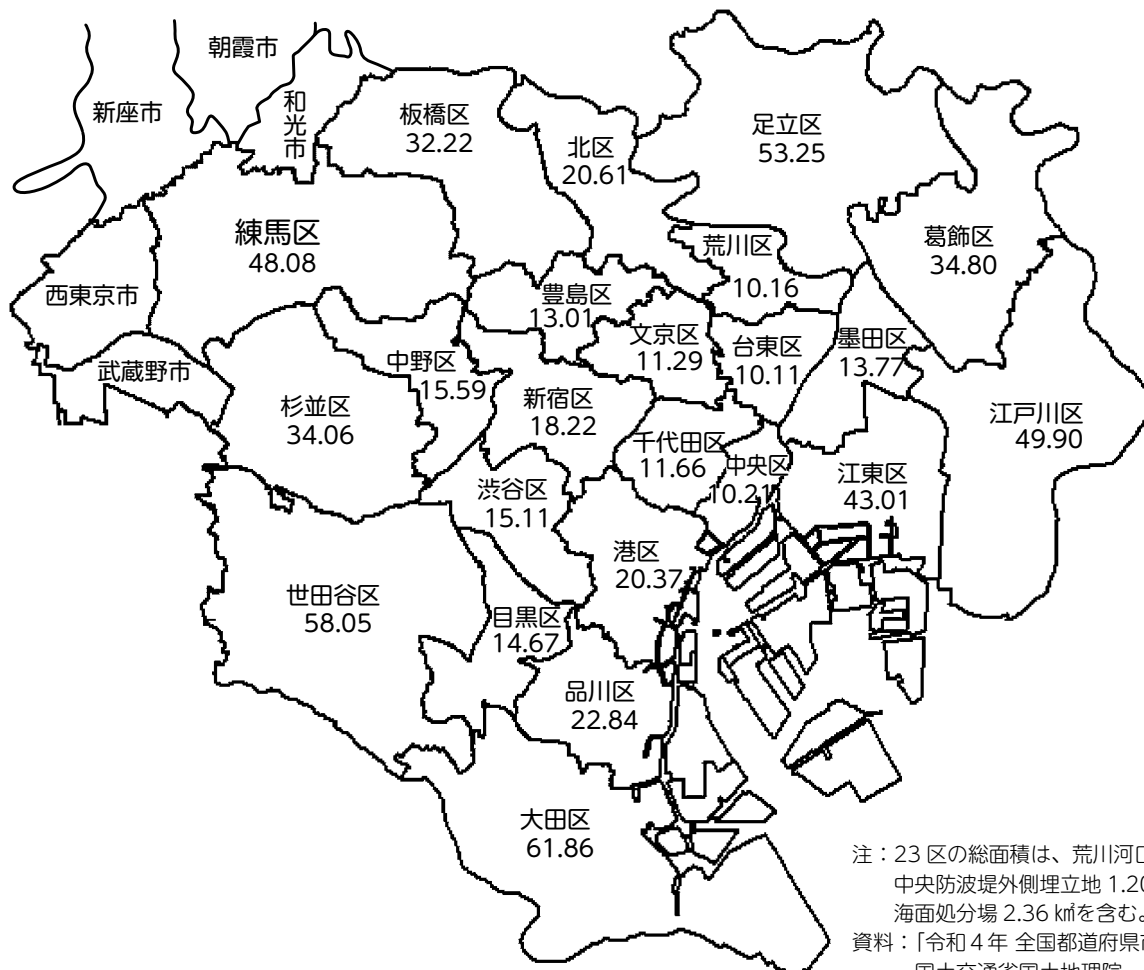 朝霞市
新座市
和光市
板橋区
32.22
北区
20.61
足立区
53.25
練馬区
48.08
荒川区
10.16
葛飾区
34.80
西東京市
豊島区
13.01
文京区
11.29
台東区
10.11
墨田区
13.77
武蔵野市
中野区
15.59
杉並区
34.06
新宿区
18.22
江戸川区
49.90
千代田区
11.66
中央区
10.21
江東区
43.01
渋谷区
15.11
港区
20.37
世田谷区
58.05
目黒区
14.67
品川区
22.84
大田区
61.86
注：23 区の総面積は、荒川河口
中央防波堤外側埋立地 1.20
海面処分場 2.36 ㎢を含む。
資料：「令和４年 全国都道府県市
国土交通省国土地理院